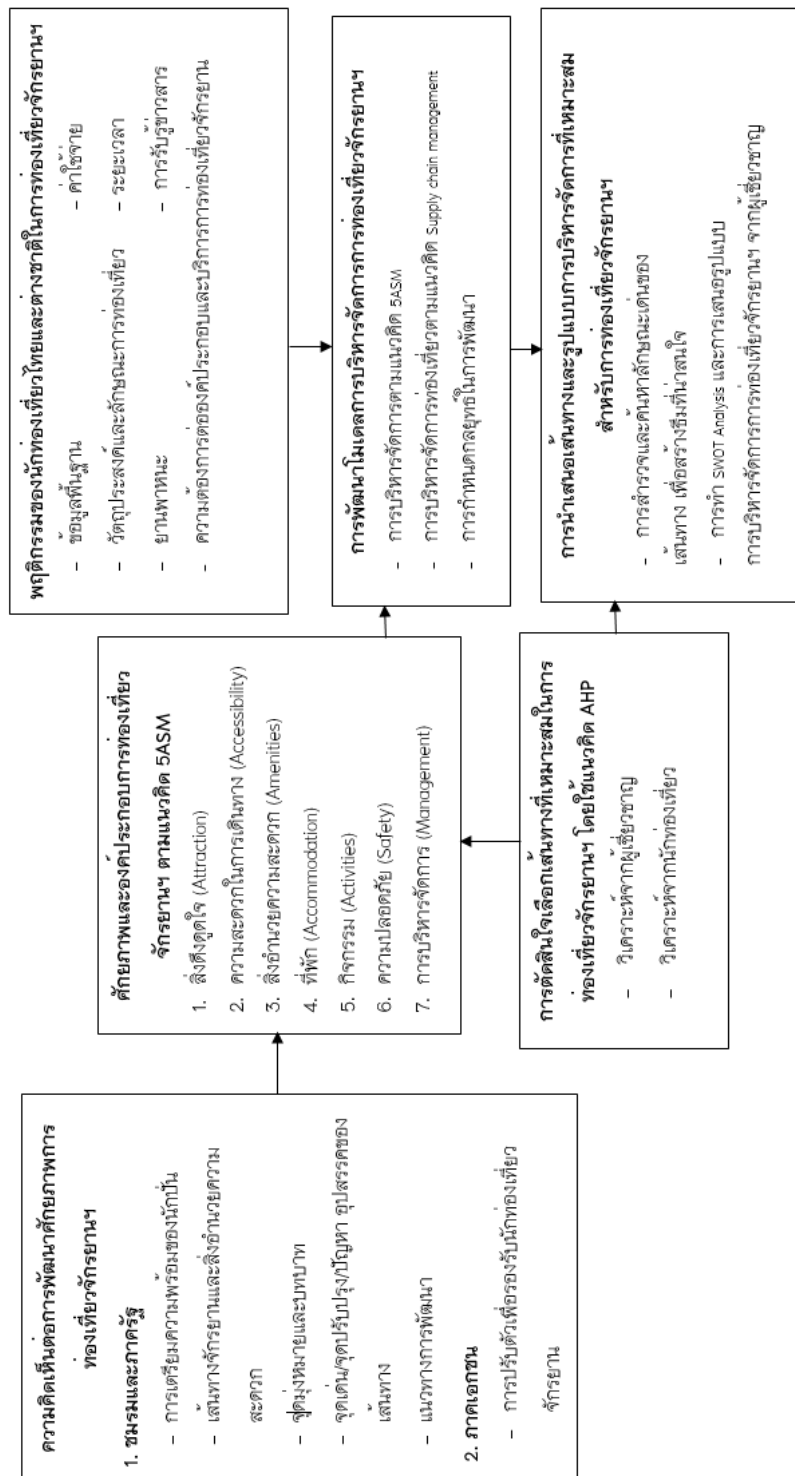 ความคิดเห็นต่อการพัฒนาศักยภาพการ
ท่องเที่ยวจักรยานฯ
1. ชมรมและภาครัฐ
- การเตรียมความพร้อมของนักปั่น
- เส้นทางจักรยานและสิ่งอำนวยความ
สะดวก
- จุดมุ่งหมายและบทบาท
- จุดเด่น/จุดปรับปรุง/ปัญหา อุปสรรคของ
เส้นทาง
- แนวทางการพัฒนา
2. ภาคเอกชน
- การปรับตัวเพื่อรองรับนักท่องเที่ยว
จักรยาน
ศักยภาพและองค์ประกอบการท่องเที่ยว
จักรยานฯ ตามแนวคิด 5ASM
1. สิ่งดึงดูดใจ (Attraction)
2. ความสะดวกในการเดินทาง (Accessibility)
3. สิ่งอำนวยความสะดวก (Amenities)
4. ที่พัก (Accommodation)
5. กิจกรรม (Activities)
6. ความปลอดภัย (Safety)
7. การบริหารจัดการ (Management)
การตัดสินใจเลือกเส้นทางที่เหมาะสมในการ
ท่องเที่ยวจักรยานฯ โดยใช้แนวคิด AHP
- วิเคราะห์จากผู้เชี่ยวชาญ
- วิเคราะห์จากนักท่องเที่ยว
พฤติกรรมของนักท่องเที่ยวไทยและต่างชาติในการท่องเที่ยวจักรยานฯ
- ข้อมูลพื้นฐาน - ค่าใช้จ่าย
- วัตถุประสงค์และลักษณะการท่องเที่ยว - ระยะเวลา
- ยานพาหนะ - การรับรู้ข่าวสาร
- ความต้องการต่อองค์ประกอบและบริการการท่องเที่ยวจักรยาน
การพัฒนาโมเดลการบริหารจัดการการท่องเที่ยวจักรยานฯ
- การบริหารจัดการตามแนวคิด 5ASM
- การบริหารจัดการท่องเที่ยวตามแนวคิด Supply chain management
- การกำหนดกลยุทธ์ในการพัฒนา
การนำเสนอเส้นทางและรูปแบบการบริหารจัดการที่เหมาะสม
สำหรับการท่องเที่ยวจักรยานฯ
- การสำรวจและค้นหาลักษณะเด่นของ
เส้นทาง เพื่อสร้างธีมที่น่าสนใจ
- การทำ SWOT Analysis และการเสนอรูปแบบ
การบริหารจัดการการท่องเที่ยวจักรยานฯ จากผู้เชี่ยวชาญ